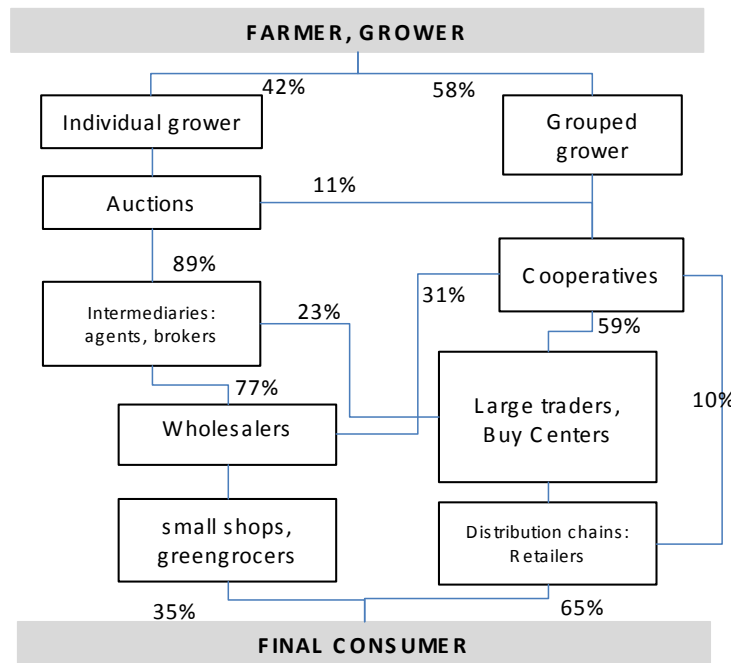 FARMER, GROWER
42%
58%
Individual grower
Grouped
grower
Auctions
11%
89%
Cooperatives
Intermediaries:
agents, brokers
23%
31%
59%
77%
10%
Wholesalers
Large traders,
Buy Centers
small shops,
greengrocers
Distribution chains:
Retailers
35%
65%
FINAL CONSUMER